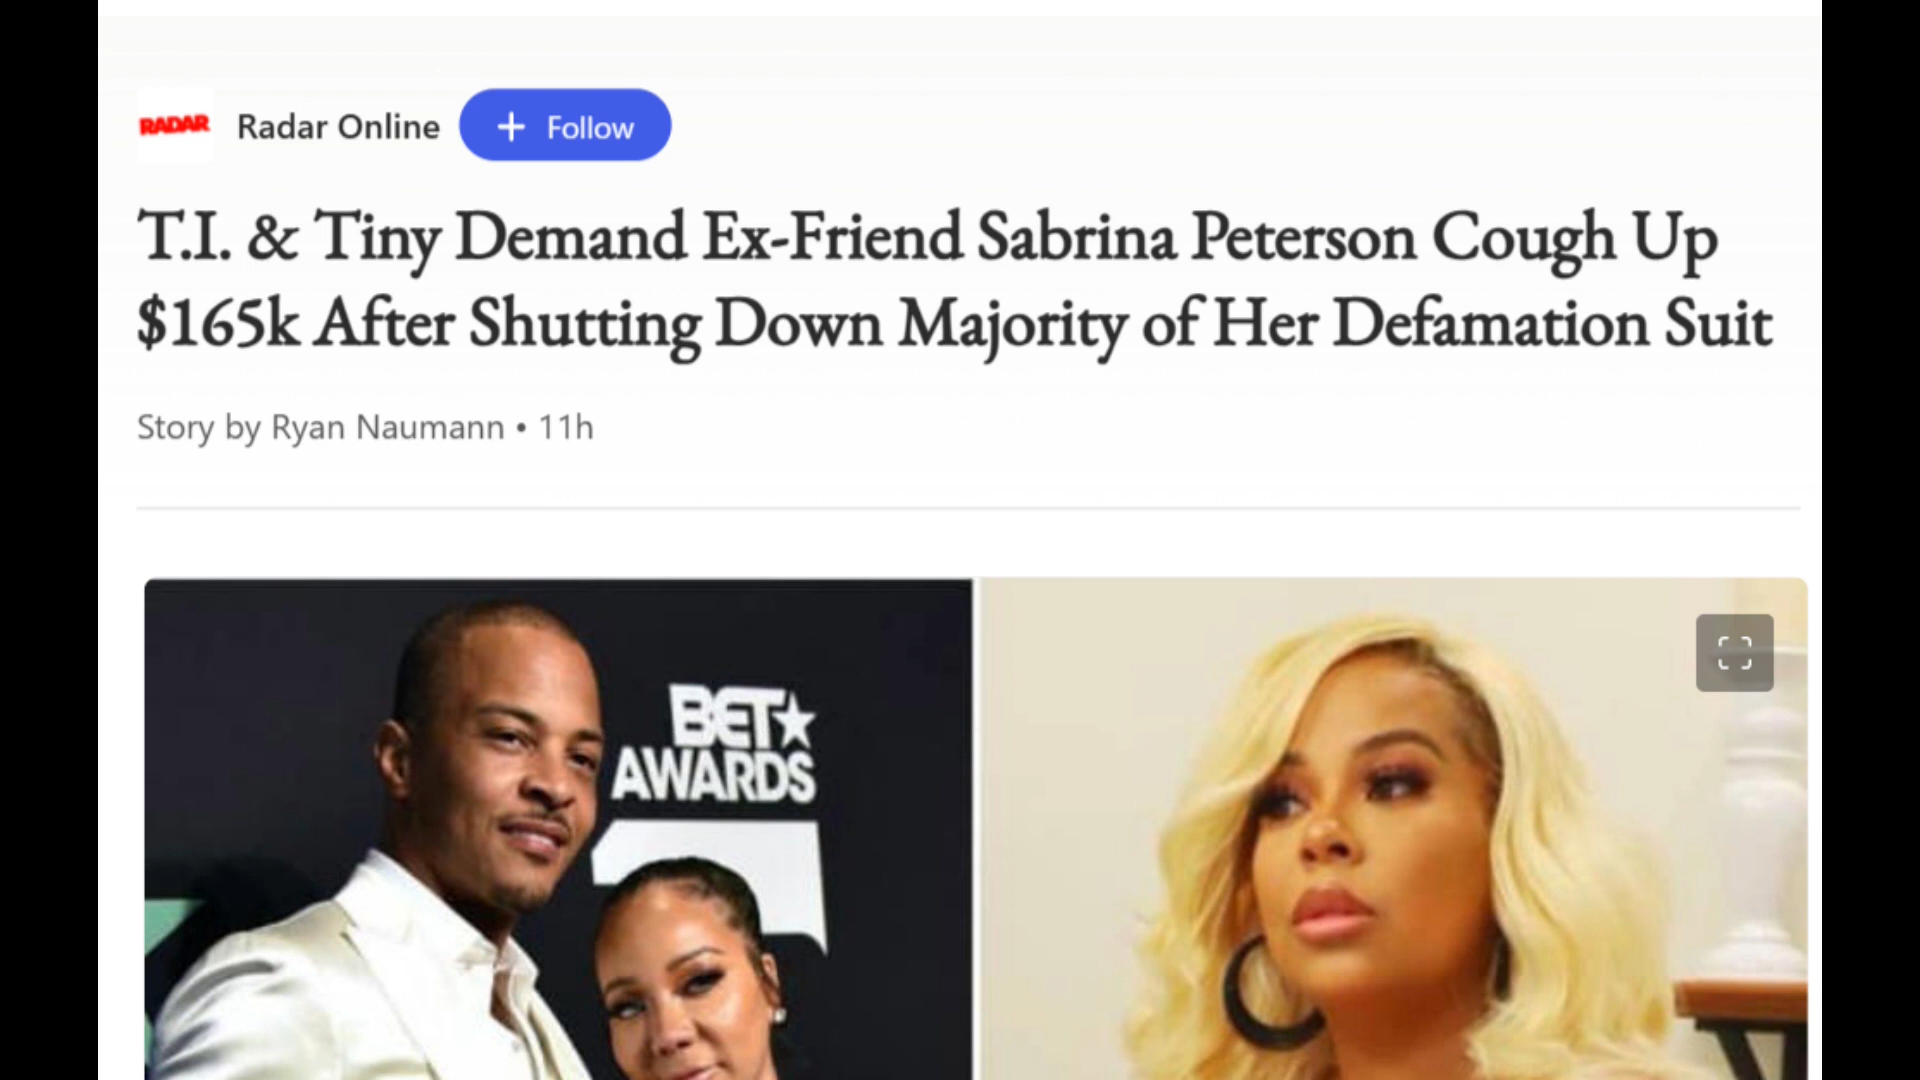 RADAR
Radar Online
+ Follow
T.I. & Tiny Demand Ex-Friend Sabrina Peterson Cough Up
$165k After Shutting Down Majority of Her Defamation Suit
Story by Ryan Naumann • 11h
BET★
AWARDS